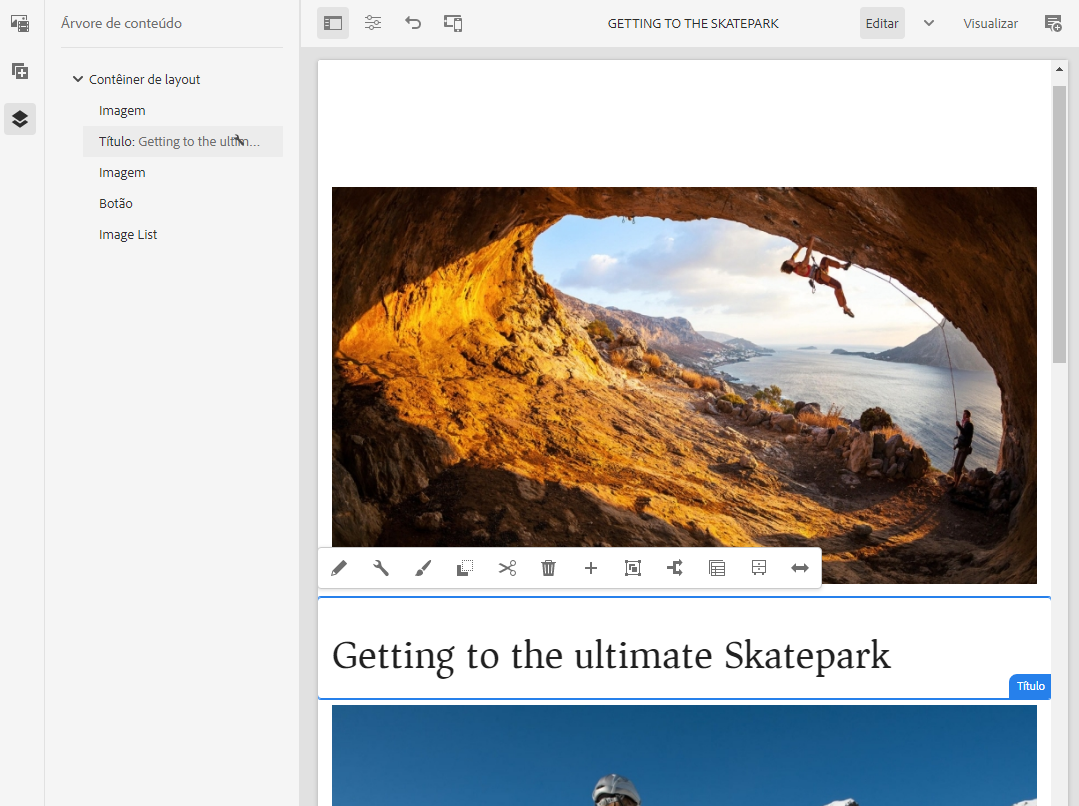 Árvore de conteúdo
Contêiner de layout
Imagem
Título: Getting to the ultim...
Imagem
Botão
Image List
GETTING TO THE SKATEPARK
Editar
Visualizar
Getting to the ultimate Skatepark
Título